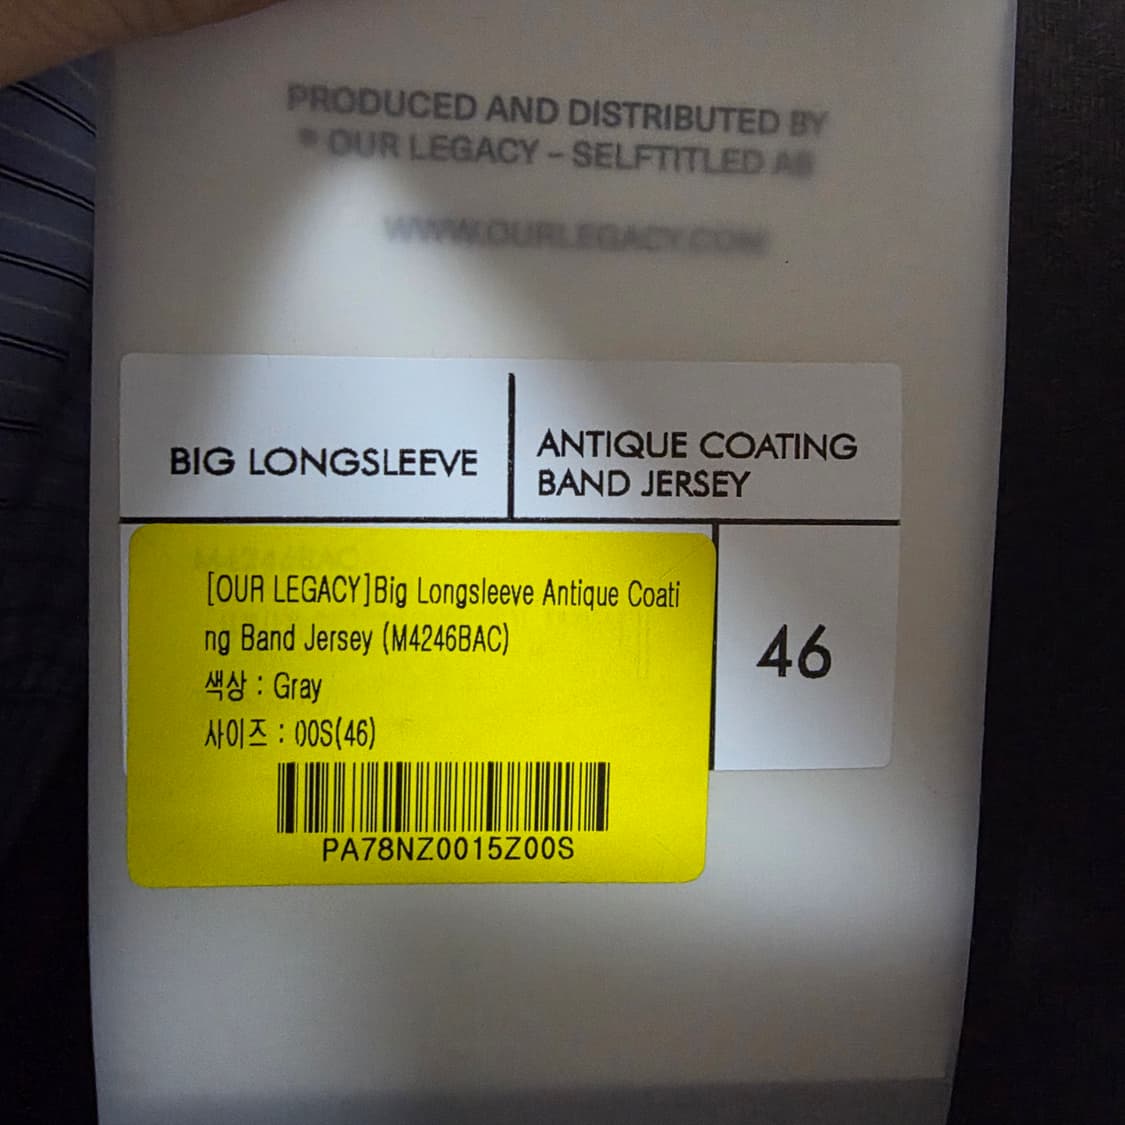 PRODUCED AND DISTRIBUTED BY
OUR LEGACY – SELFTITLED AB
WWW.OURLEGACY.COM
BIG LONGSLEEVE
ANTIQUE COATING
BAND JERSEY
M4246BAC
[OUR LEGACY]Big Longsleeve Antique Coati
ng Band Jersey (M4246BAC)
색상 : Gray
사이즈 : 00S(46)
PA78NZ0015Z00S
46